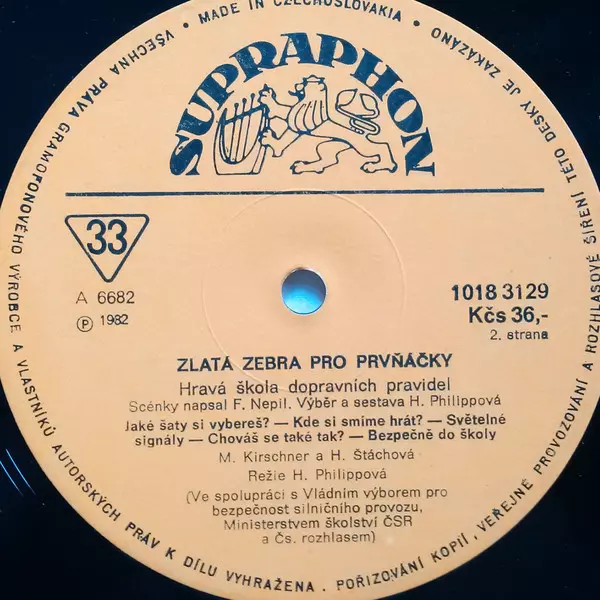 • MADE IN CZECHOSLOVAKIA •
VŠECHNA PRÁVA GRAMOFONOVÉHO VÝROBCE A VLASTNÍKŮ AUTORSKÝCH PRÁV K DÍLU VYHRAŽENA. POŘIZOVÁNÍ KOPIÍ, VEŘEJNÉ PROVOZOVÁNÍ A ROZHLASOVÉ ŠÍŘENÍ TÉTO DESKY JE ZAKÁZÁNO
SUPRAPHON
33
A 6682
Ⓟ 1982
1018 3129
Kčs 36,-
2. strana
ZLATÁ ZEBRA PRO PRVŇÁČKY
Hravá škola dopravních pravidel
Scénky napsal F. Nepil. Výběr a sestava H. Philippová
Jaké šaty si vybereš? — Kde si smíme hrát? — Světelné
signály — Chováš se také tak? — Bezpečně do školy
M. Kirschner a H. Štáchová
Režie H. Philippová
(Ve spolupráci s Vládním výborem pro
bezpečnost silničního provozu,
Ministerstvem školství ČSR
a Čs. rozhlasem)